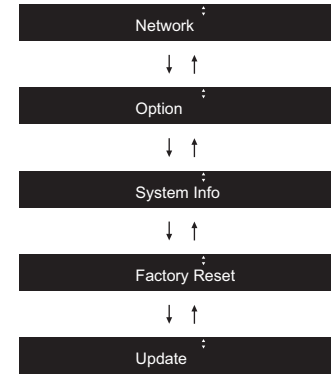 Network
Option
System Info
Factory Reset
Update